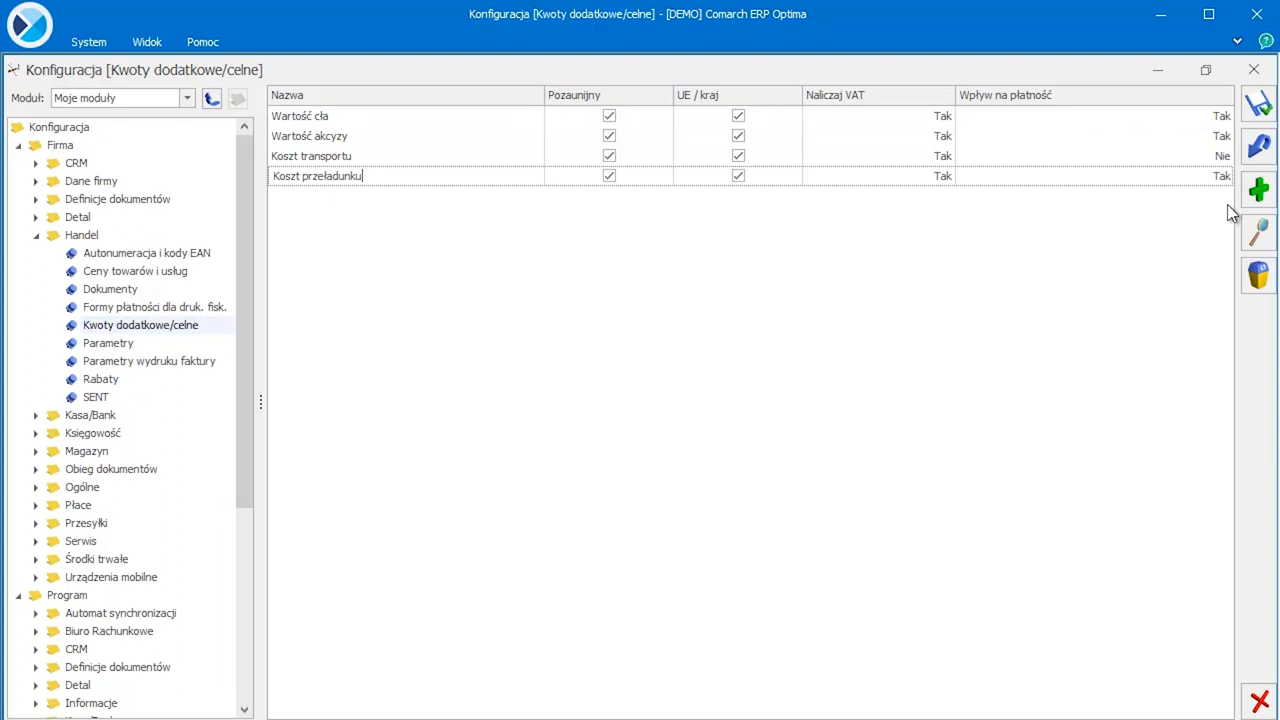 Konfiguracja [Kwoty dodatkowe/celne] - [DEMO] Comarch ERP Optima
System Widok Pomoc
Konfiguracja [Kwoty dodatkowe/celne]
Moduł: Moje moduły
Konfiguracja
Firma
CRM
Dane firmy
Definicje dokumentów
Detal
Handel
Autonumeracja i kody EAN
Ceny towarów i usług
Dokumenty
Formy płatności dla druk. fisk.
Kwoty dodatkowe/celne
Parametry
Parametry wydruku faktury
Rabaty
SENT
Kasa/Bank
Księgowość
Magazyn
Obieg dokumentów
Ogólne
Płace
Przesyłki
Serwis
Środki trwałe
Urządzenia mobilne
Program
Automat synchronizacji
Biuro Rachunkowe
CRM
Definicje dokumentów
Detal
Informacje
Nazwa Pozaunijny UE / kraj Naliczaj VAT Wpływ na płatność
Wartość cła Tak Tak
Wartość akcyzy Tak Tak
Koszt transportu Tak Nie
Koszt przeładunku Tak Tak